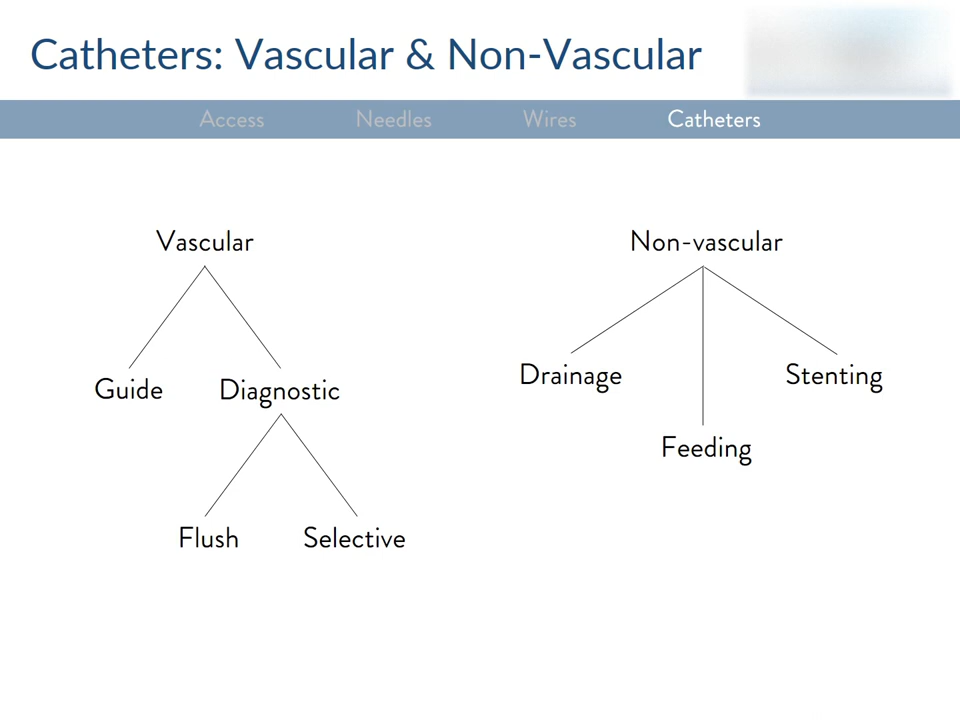 Catheters: Vascular & Non-Vascular
Access Needles Wires Catheters
Vascular
Non-vascular
Guide
Diagnostic
Drainage
Stenting
Feeding
Flush
Selective